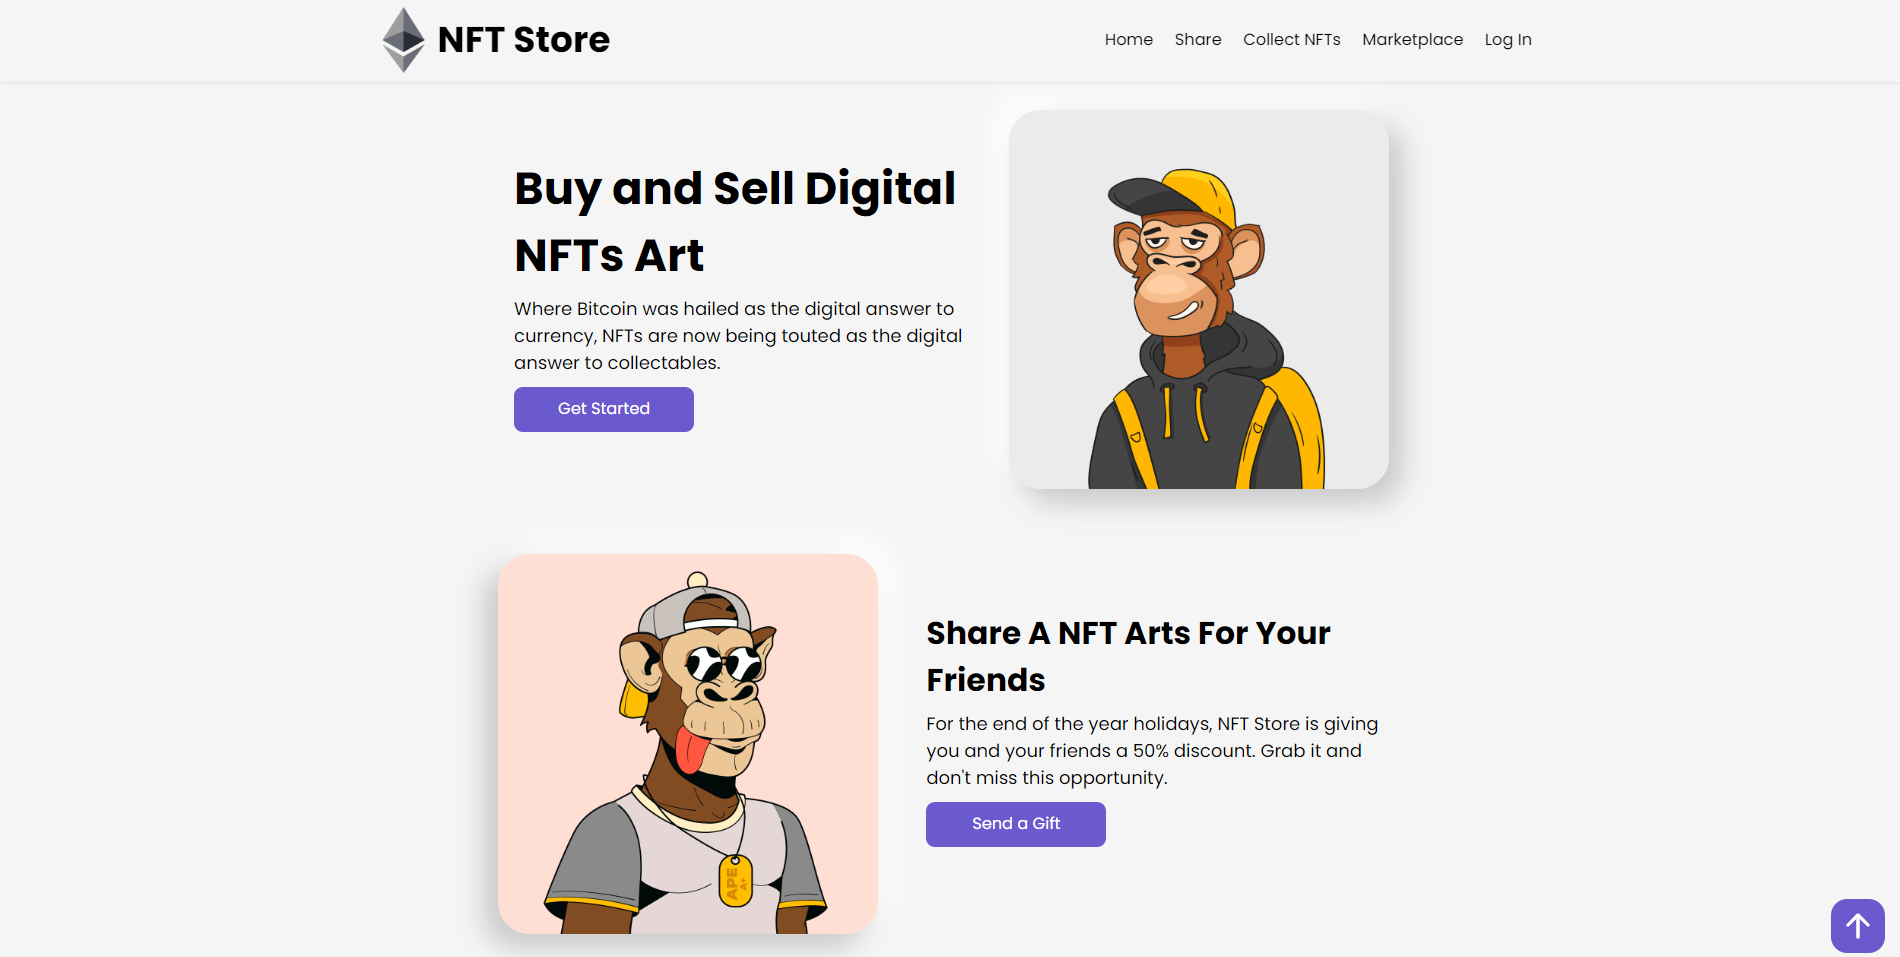 NFT Store
Home Share Collect NFTs Marketplace Log In
Buy and Sell Digital
NFTs Art
Where Bitcoin was hailed as the digital answer to
currency, NFTs are now being touted as the digital
answer to collectables.
Get Started
Share A NFT Arts For Your
Friends
For the end of the year holidays, NFT Store is giving
you and your friends a 50% discount. Grab it and
don't miss this opportunity.
Send a Gift
APE
A+